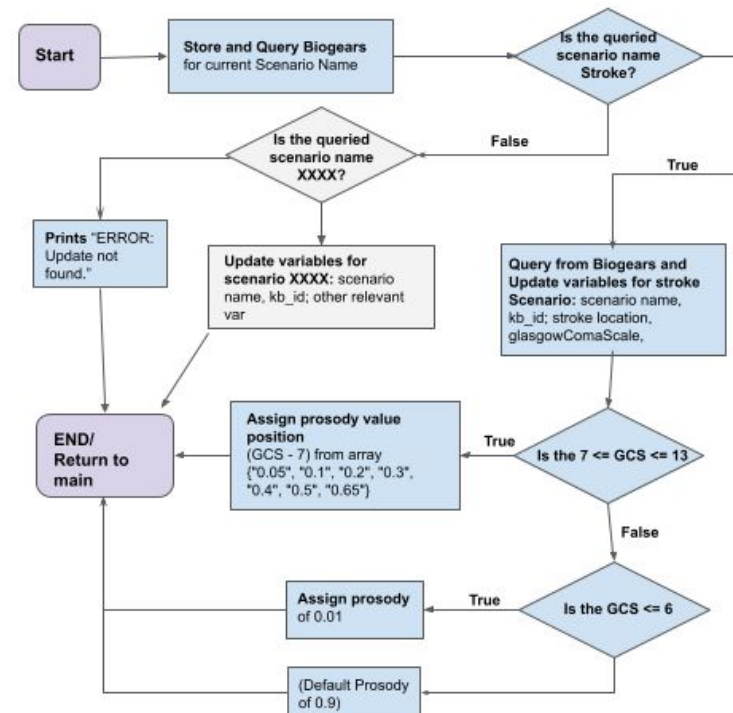 Start
Store and Query Biogears
for current Scenario Name
Is the queried
scenario name
Stroke?
False
True
Is the queried
scenario name
XXXX?
Prints "ERROR:
Update not
found."
Update variables for
scenario XXXX: scenario
name, kb_id; other relevant
var
Query from Biogears and
Update variables for stroke
Scenario: scenario name,
kb_id; stroke location,
glasgowComaScale,
END/
Return to
main
Assign prosody value
position
(GCS - 7) from array
{"0.05", "0.1", "0.2", "0.3",
"0.4", "0.5", "0.65"}
True
Is the 7 <= GCS <= 13
False
Assign prosody
of 0.01
True
Is the GCS <= 6
(Default Prosody
of 0.9)